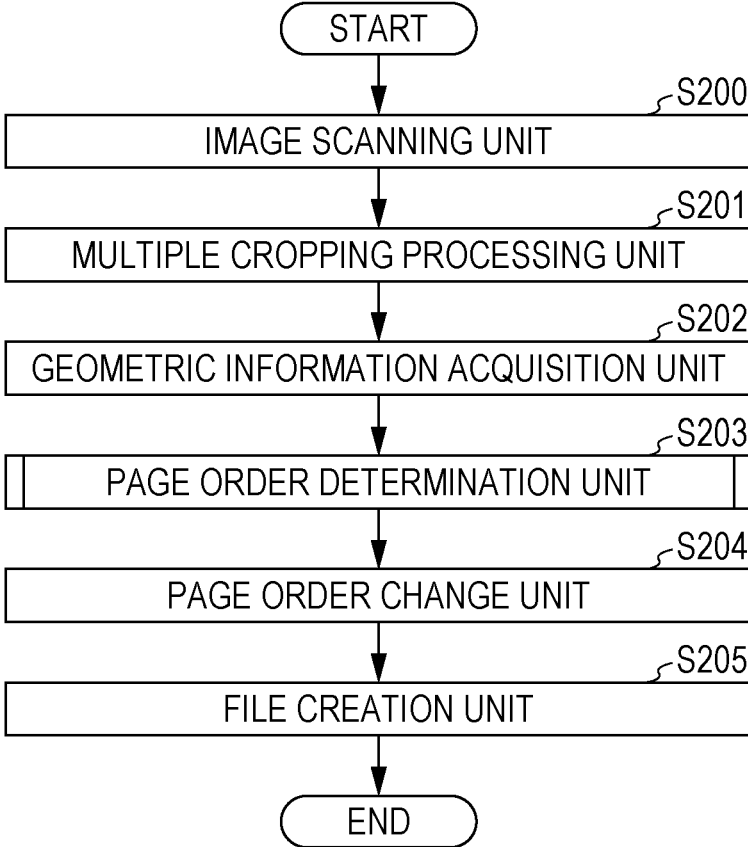 START
S200
IMAGE SCANNING UNIT
S201
MULTIPLE CROPPING PROCESSING UNIT
S202
GEOMETRIC INFORMATION ACQUISITION UNIT
S203
PAGE ORDER DETERMINATION UNIT
S204
PAGE ORDER CHANGE UNIT
S205
FILE CREATION UNIT
END